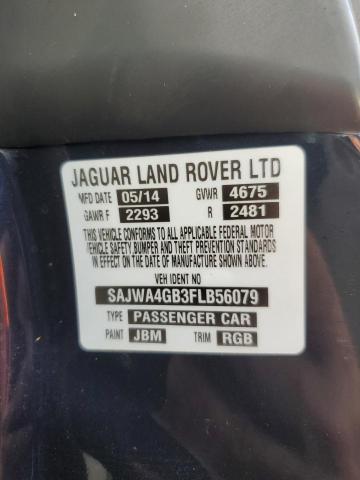 JAGUAR LAND ROVER LTD
MFD DATE 05/14 GVWR 4675
GAWR F 2293 R 2481
THIS VEHICLE CONFORMS TO ALL APPLICABLE FEDERAL MOTOR
VEHICLE SAFETY, BUMPER AND THEFT PREVENTION STANDARDS
IN EFFECT ON THE DATE OF MANUFACTURE SHOWN ABOVE.
VEH IDENT NO
SAJWA4GB3FLB56079
TYPE PASSENGER CAR
PAINT JBM TRIM RGB